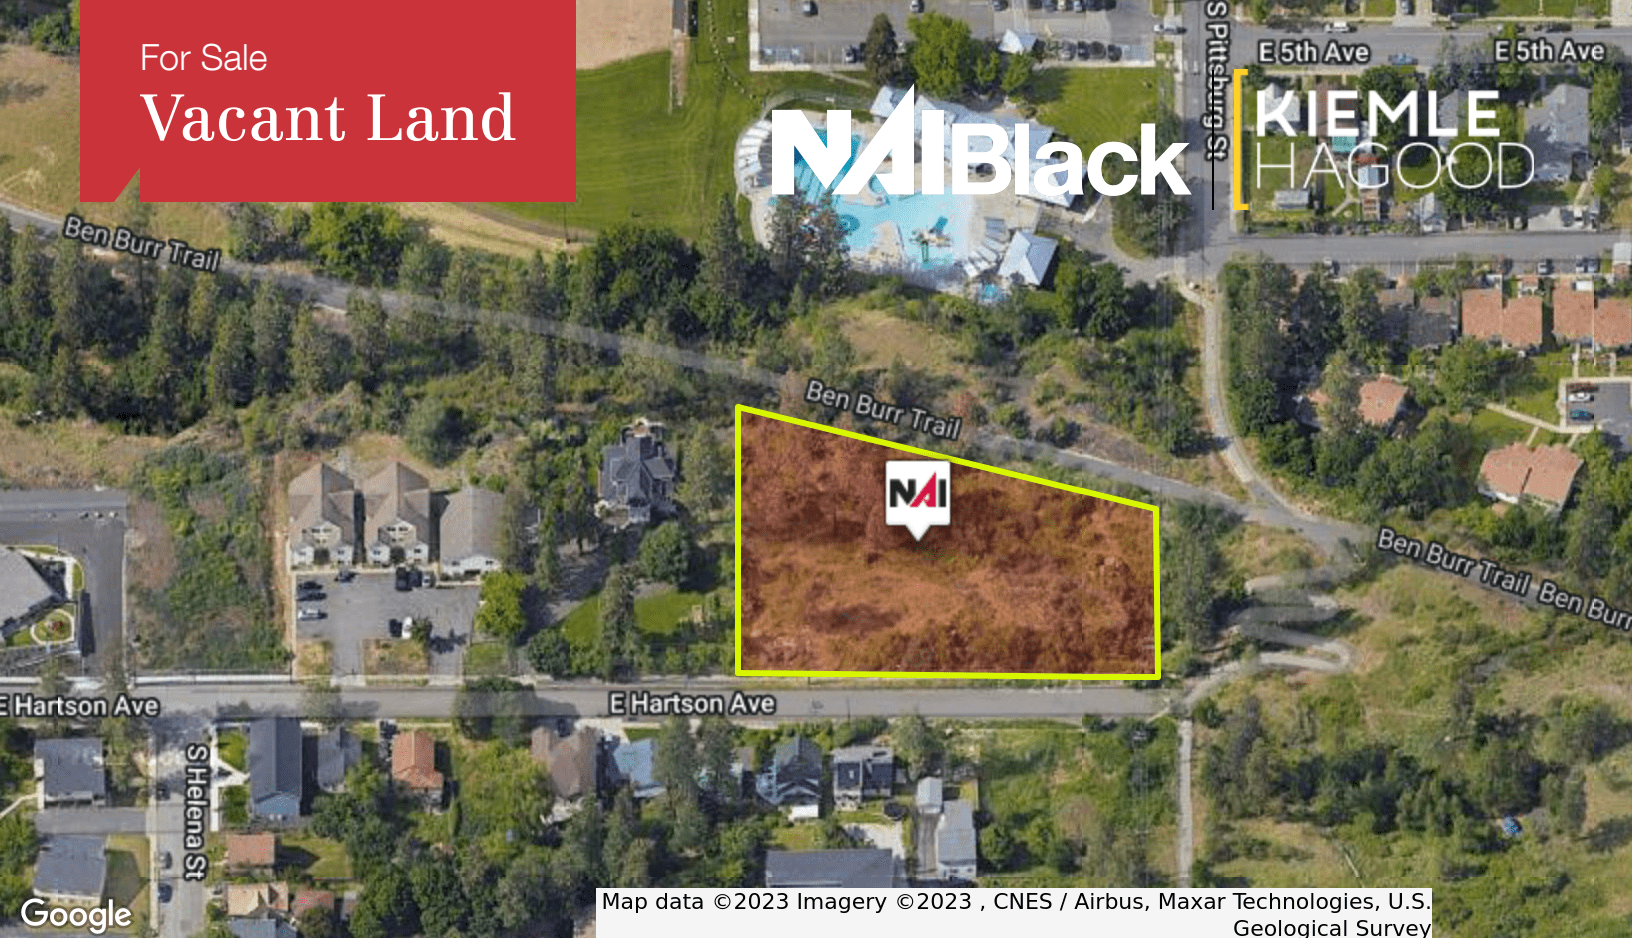 For Sale
Vacant Land
S Pittsburg St
E 5th Ave
E 5th Ave
NAIBlack
KIEMLE
HAGOOD
Ben Burr Trail
Ben Burr Trail
NAI
Ben Burr Trail
Ben Burr
E Hartson Ave
E Hartson Ave
S Helena St
Google
Map data ©2023 Imagery ©2023 , CNES / Airbus, Maxar Technologies, U.S.
Geological Survey